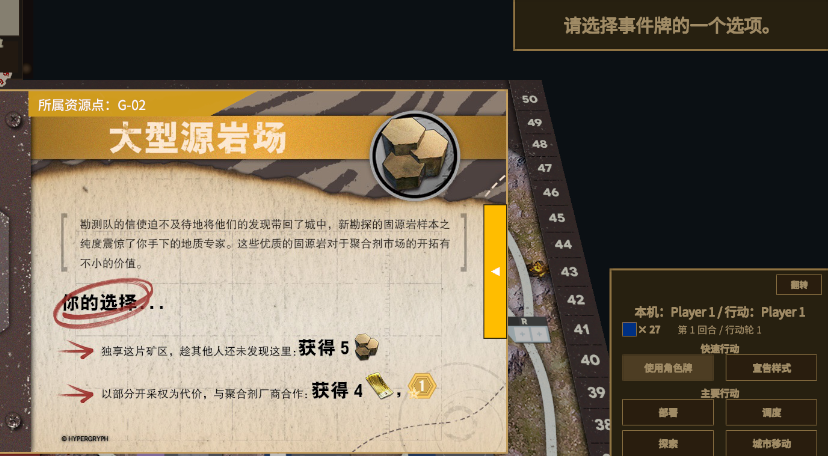 请选择事件牌的一个选项。
所属资源点：G-02
大型源岩场
勘测队的信使迫不及待地将他们的发现带回了城中，新勘探的固源岩样本之
纯度震惊了你手下的地质专家。这些优质的固源岩对于聚合剂市场的开拓有
不小的价值。
你的选择...
独享这片矿区，趁其他人还未发现这里：获得 5
以部分开采权为代价，与聚合剂厂商合作：获得 4 ，1
© HYPERGRYPH
50
49
48
47
46
45
44
43
42
41
40
39
38
R
翻转
本机：Player 1 / 行动：Player 1
× 27 第 1 回合 / 行动轮 1
快速行动
使用角色牌
宣告样式
主要行动
部署
调度
探索
城市移动